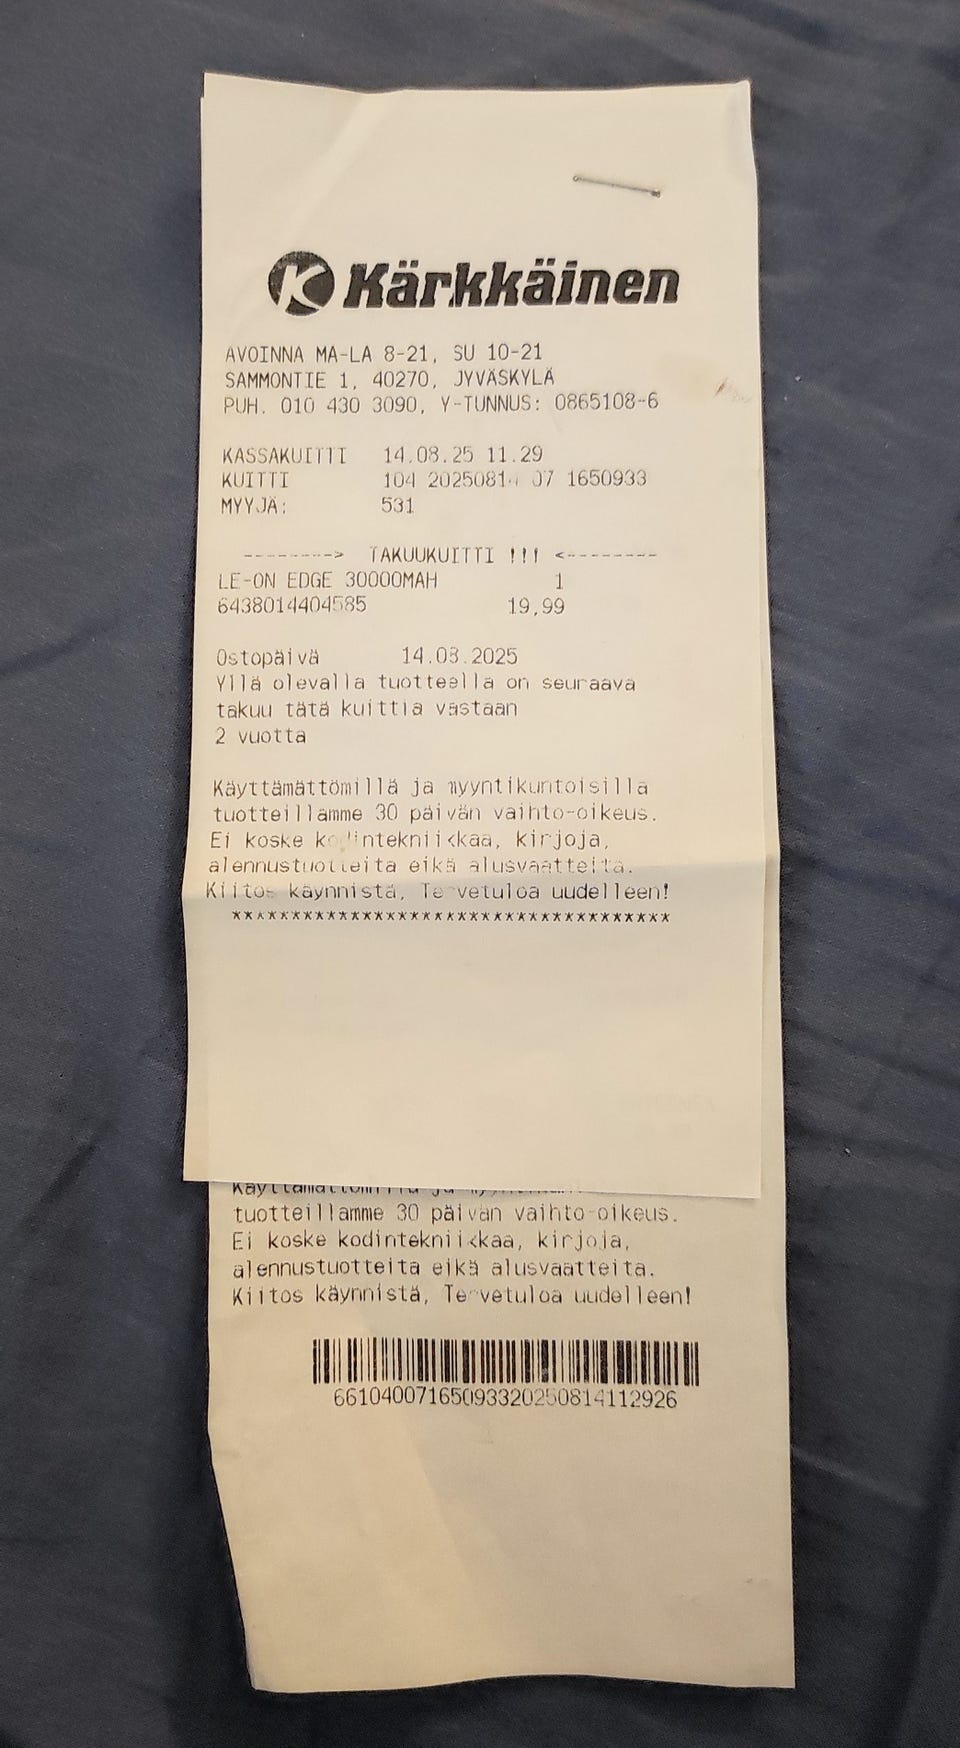 K Kärkkäinen
AVOINNA MA-LA 8-21, SU 10-21
SAMMONTIE 1, 40270, JYVÄSKYLÄ
PUH. 010 430 3090, Y-TUNNUS: 0865108-6
KASSAKUITTI 14.08.25 11.29
KUITTI 104 20250814 07 1650933
MYYJÄ: 531
--------> TAKUUKUITTI !!! <--------
LE-ON EDGE 30000MAH 1
6438014404585 19,99
Ostopäivä 14.08.2025
Yllä olevalla tuotteella on seuraava
takuu tätä kuittia vastaan
2 vuotta
Käyttämättömillä ja myyntikuntoisilla
tuotteillamme 30 päivän vaihto-oikeus.
Ei koske kodintekniikkaa, kirjoja,
alennustuotteita eikä alusvaatteita.
Kiitos käynnistä, Tervetuloa uudelleen!
*************************************
Käyttämättömillä ja
tuotteillamme 30 päivän vaihto-oikeus.
Ei koske kodintekniikkaa, kirjoja,
alennustuotteita eikä alusvaatteita.
Kiitos käynnistä, Tervetuloa uudelleen!
66104007165093320250814112926